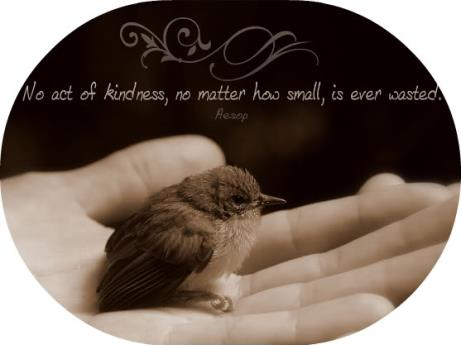 No act of kindness, no matter how small, is ever wasted.
Aesop